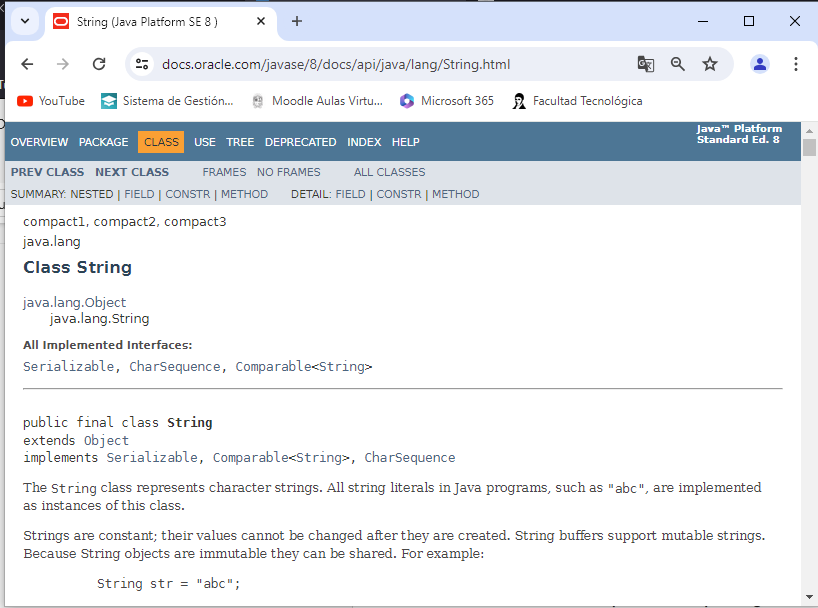 String (Java Platform SE 8 )
docs.oracle.com/javase/8/docs/api/java/lang/String.html
YouTube Sistema de Gestión... Moodle Aulas Virtu... Microsoft 365 Facultad Tecnológica
OVERVIEW PACKAGE CLASS USE TREE DEPRECATED INDEX HELP
Java™ Platform
Standard Ed. 8
PREV CLASS NEXT CLASS FRAMES NO FRAMES ALL CLASSES
SUMMARY: NESTED | FIELD | CONSTR | METHOD DETAIL: FIELD | CONSTR | METHOD
compact1, compact2, compact3
java.lang
Class String
java.lang.Object
java.lang.String
All Implemented Interfaces:
Serializable, CharSequence, Comparable<String>
public final class String
extends Object
implements Serializable, Comparable<String>, CharSequence
The String class represents character strings. All string literals in Java programs, such as "abc", are implemented
as instances of this class.
Strings are constant; their values cannot be changed after they are created. String buffers support mutable strings.
Because String objects are immutable they can be shared. For example:
String str = "abc";